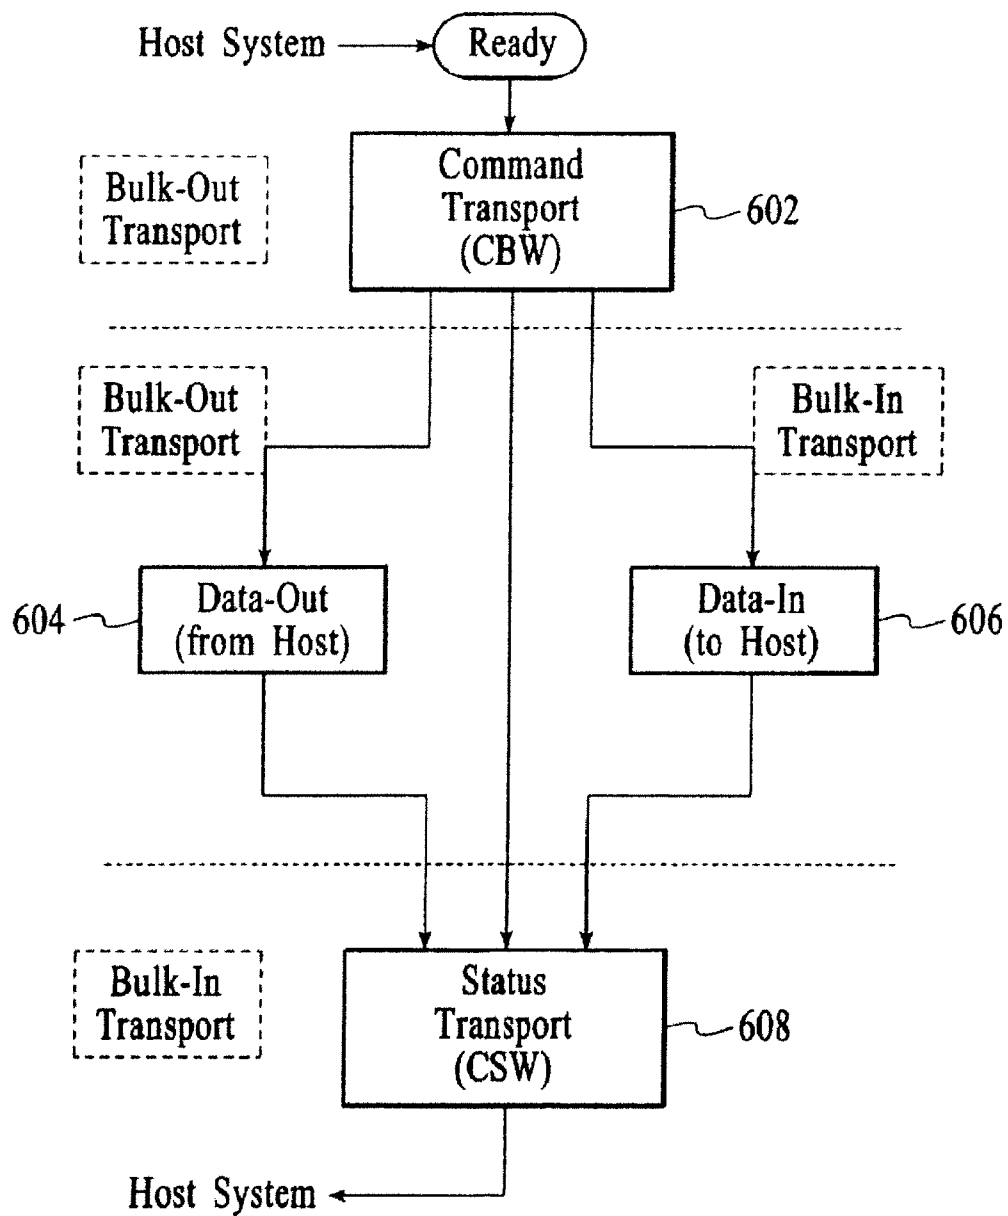 Host System
Ready
Command
Transport
(CBW)
602
Bulk-Out
Transport
Bulk-Out
Transport
Bulk-In
Transport
604
Data-Out
(from Host)
Data-In
(to Host)
606
Bulk-In
Transport
Status
Transport
(CSW)
608
Host System